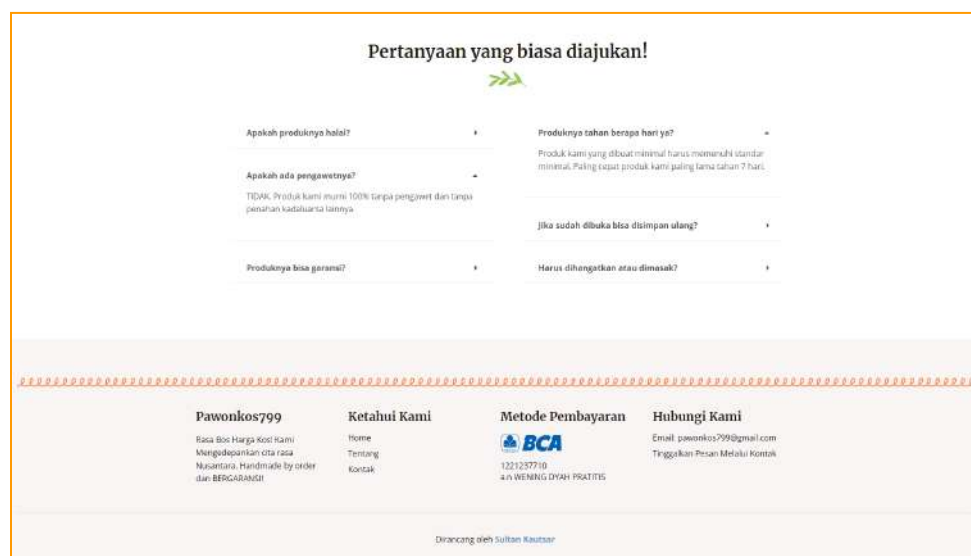 Pertanyaan yang biasa diajukan!
Apakah produknya halal?
Apakah ada pengawetnya?
TIDAK. Produk kami murni 100% tanpa pengawet dan tanpa
penahan kadaluarsa lainnya
Produknya bisa garansi?
Produknya tahan berapa hari ya?
Produk kami yang dibuat minimal harus memenuhi standar
minimal. Paling cepat produk kami paling lama tahan 7 hari.
Jika sudah dibuka bisa disimpan ulang?
Harus dihangatkan atau dimasak?
Pawonkos799
Rasa Bos Harga Kos! Kami
Mengedepankan cita rasa
Nusantara. Handmade by order
dan BERGARANSI!
Ketahui Kami
Home
Tentang
Kontak
Metode Pembayaran
BCA
1221237710
a.n WENING DYAH PRATITIS
Hubungi Kami
Email: pawonkos799@gmail.com
Tinggalkan Pesan Melalui Kontak
Dirancang oleh Sultan Kautsar